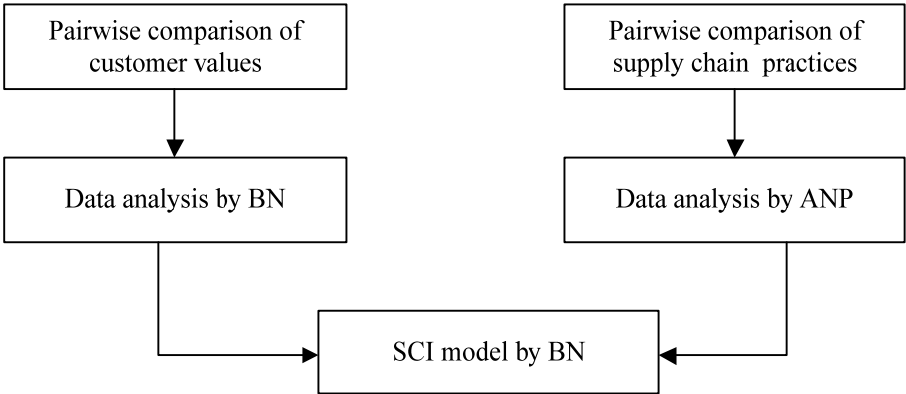 Pairwise comparison of
customer values
Pairwise comparison of
supply chain practices
Data analysis by BN
Data analysis by ANP
SCI model by BN